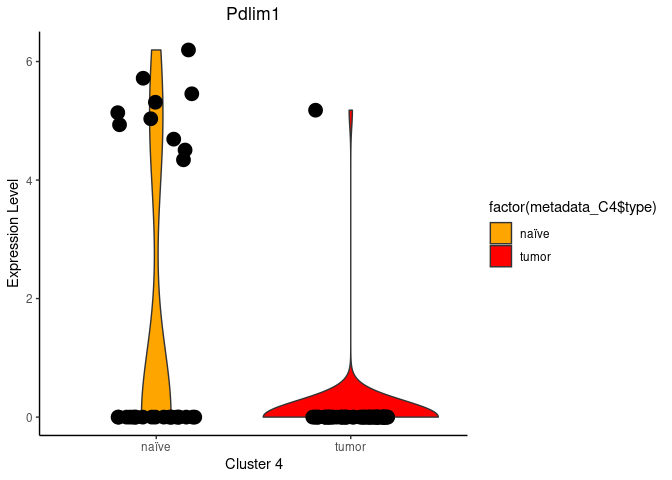 Pdlim1
Expression Level
6
4
2
0
naïve
tumor
Cluster 4
factor(metadata_C4$type)
naïve
tumor